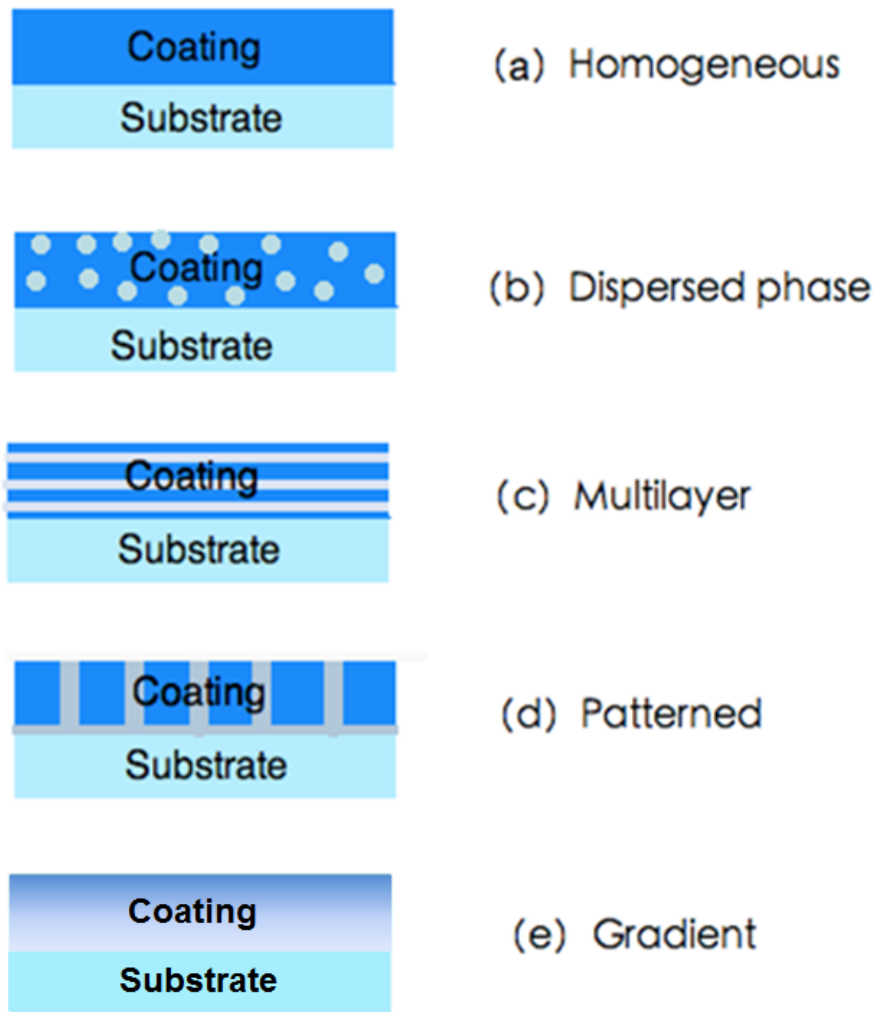 Coating
(a) Homogeneous
Substrate
Coating
(b) Dispersed phase
Substrate
Coating
(c) Multilayer
Substrate
Coating
(d) Patterned
Substrate
Coating
(e) Gradient
Substrate